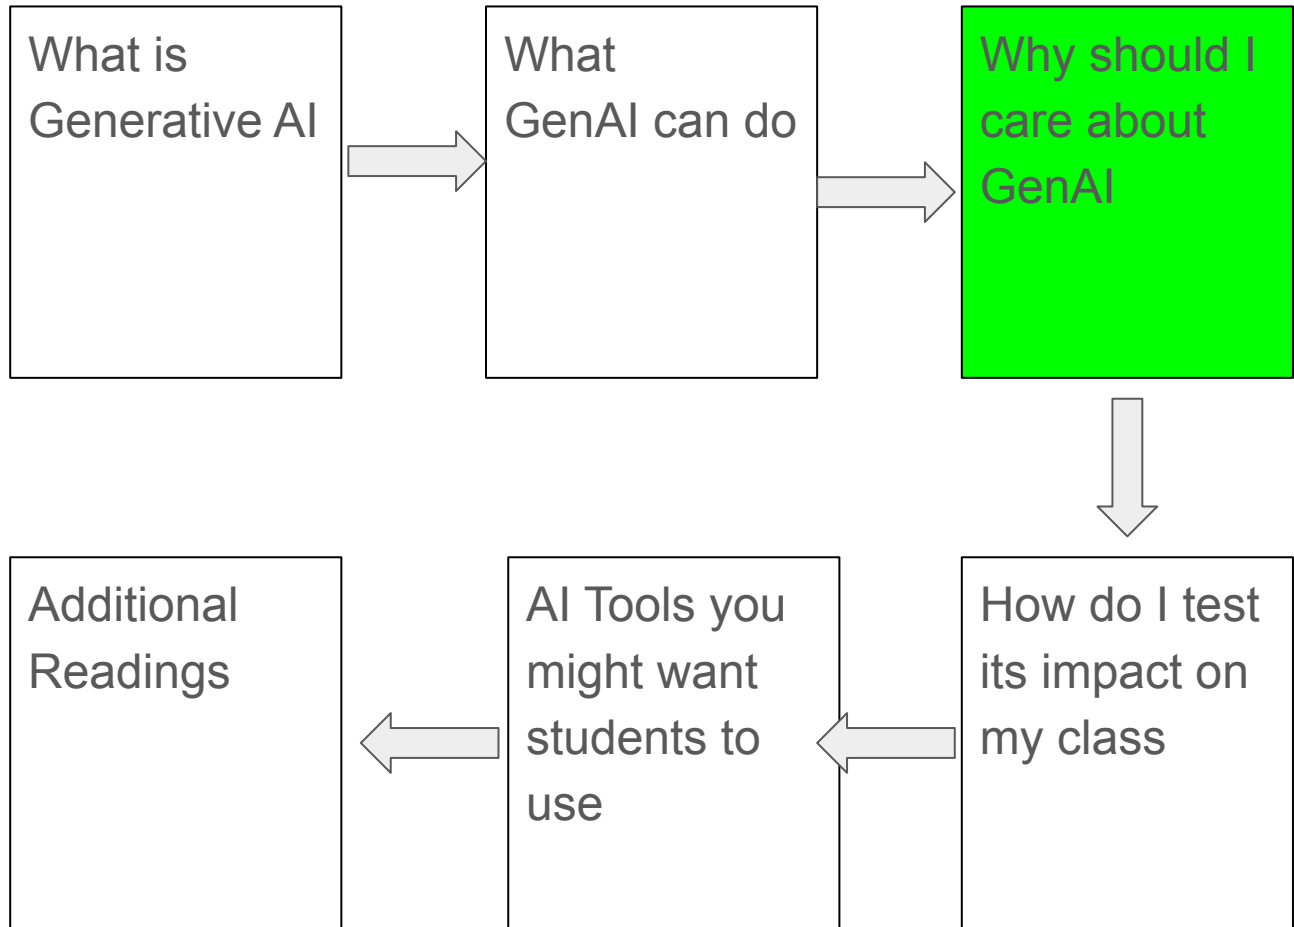 What is
Generative AI
What
GenAI can do
Why should I
care about
GenAI
How do I test
its impact on
my class
AI Tools you
might want
students to
use
Additional
Readings